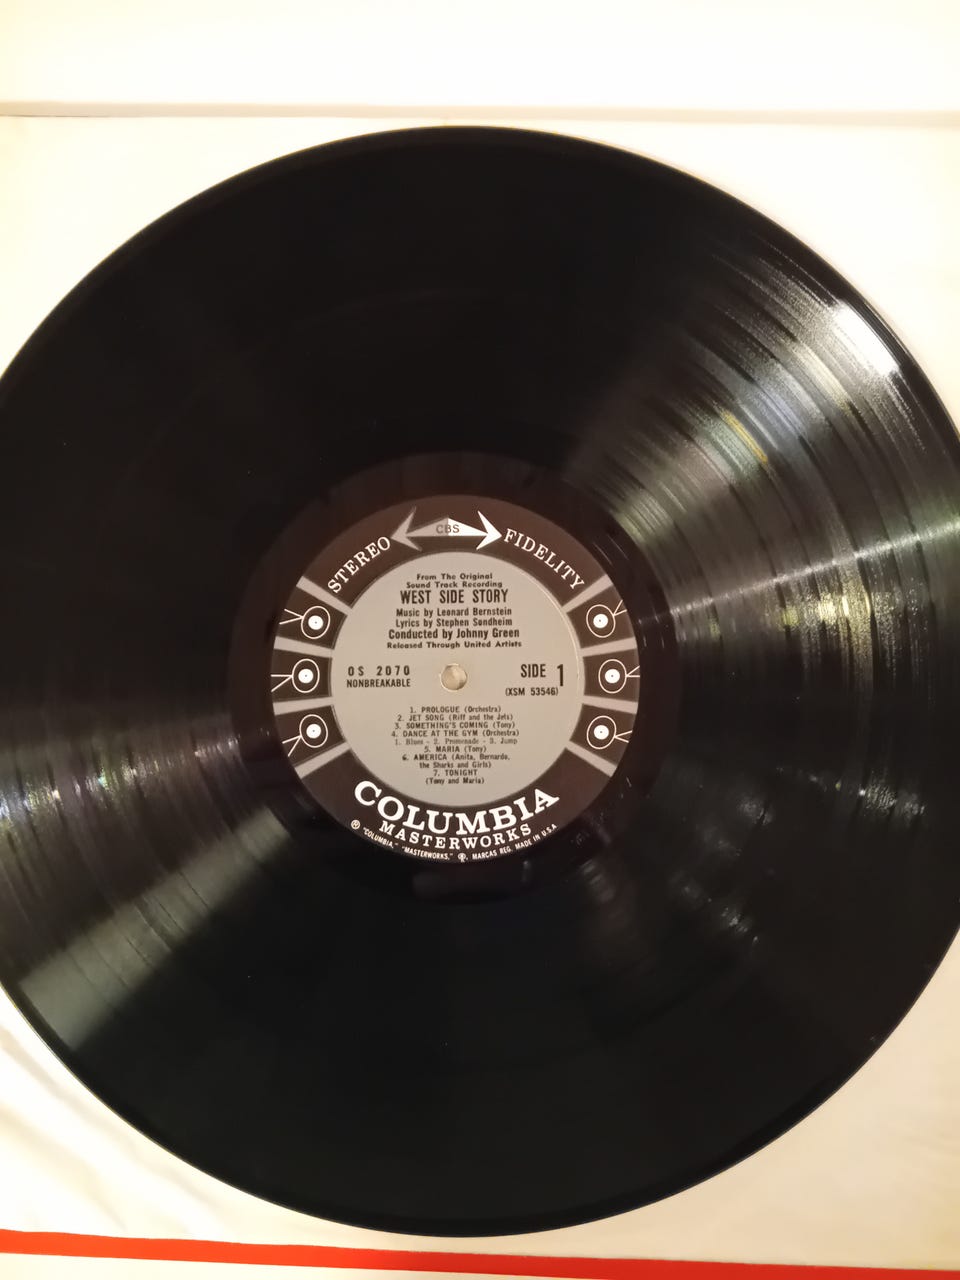 CBS
STEREO FIDELITY
From The Original
Sound Track Recording
WEST SIDE STORY
Music by Leonard Bernstein
Lyrics by Stephen Sondheim
Conducted by Johnny Green
Released Through United Artists
OS 2070 SIDE 1
NONBREAKABLE (XSM 53546)
1. PROLOGUE (Orchestra)
2. JET SONG (Riff and the Jets)
3. SOMETHING'S COMING (Tony)
4. DANCE AT THE GYM (Orchestra)
1. Blues - 2. Promenade - 3. Jump
5. MARIA (Tony)
6. AMERICA (Anita, Bernardo,
the Sharks and Girls)
7. TONIGHT
(Tony and Maria)
COLUMBIA
MASTERWORKS
® "COLUMBIA," "MASTERWORKS," ®. MARCAS REG. MADE IN U.S.A